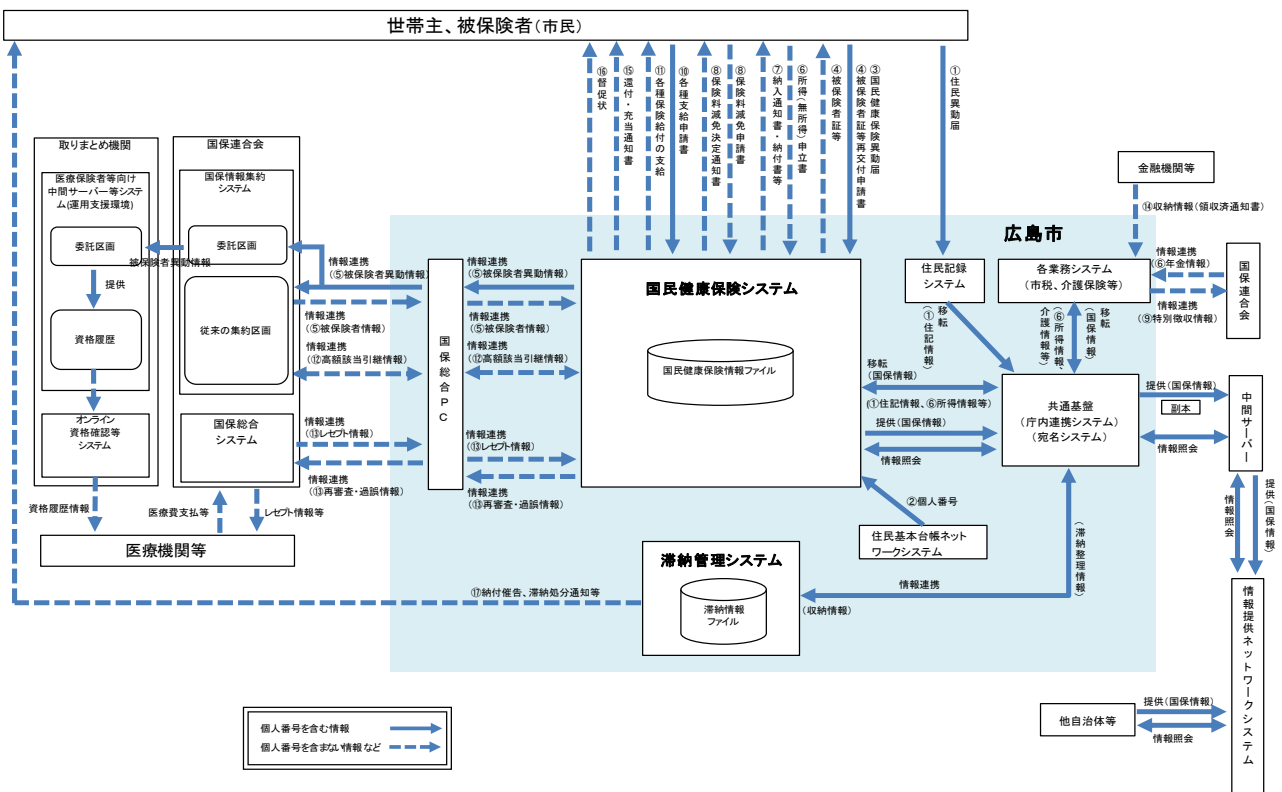 世帯主、被保険者(市民)
⑯督促状
⑮還付・充当通知書
⑪各種保険給付の支給
⑩各種支給申請書
⑧保険料減免決定通知書
⑧保険料減免申請書
⑦納入通知書・納付書等
⑥所得(無所得)申立書
④被保険者証等
④被保険者証等再交付申請書
③国民健康保険異動届
①住民異動届
取りまとめ機関
医療保険者等向け
中間サーバー等システ
ム(運用支援環境)
委託区画
提供
資格履歴
オンライン
資格確認等
システム
国保連合会
国保情報集約
システム
委託区画
被保険者異動情報
従来の集約区画
国保総合
システム
情報連携
(⑤被保険者異動情報)
情報連携
(⑤被保険者情報)
情報連携
(⑫高額該当引継情報)
情報連携
(⑬レセプト情報)
情報連携
(⑬再審査・過誤情報)
資格履歴情報
医療費支払等
レセプト情報等
医療機関等
国保総合PC
情報連携
(⑤被保険者異動情報)
情報連携
(⑤被保険者情報)
情報連携
(⑫高額該当引継情報)
情報連携
(⑬レセプト情報)
情報連携
(⑬再審査・過誤情報)
広島市
国民健康保険システム
国民健康保険情報ファイル
住民記録
システム
移転
(①住記情報)
各業務システム
(市税、介護保険等)
(⑥所得情報、
介護情報等)
移転
(国保情報)
金融機関等
⑭収納情報(領収済通知書)
情報連携
(⑥年金情報)
情報連携
(⑨特別徴収情報)
国保連合会
移転
(国保情報)
(①住記情報、⑥所得情報等)
提供(国保情報)
情報照会
共通基盤
(庁内連携システム)
(宛名システム)
提供(国保情報)
副本
情報照会
中間サーバー
②個人番号
住民基本台帳ネット
ワークシステム
情報照会
提供(国保情報)
滞納管理システム
滞納情報
ファイル
情報連携
(収納情報)
(滞納整理情報)
⑰納付催告、滞納処分通知等
情報提供ネットワークシステム
他自治体等
提供(国保情報)
情報照会
個人番号を含む情報
個人番号を含まない情報など